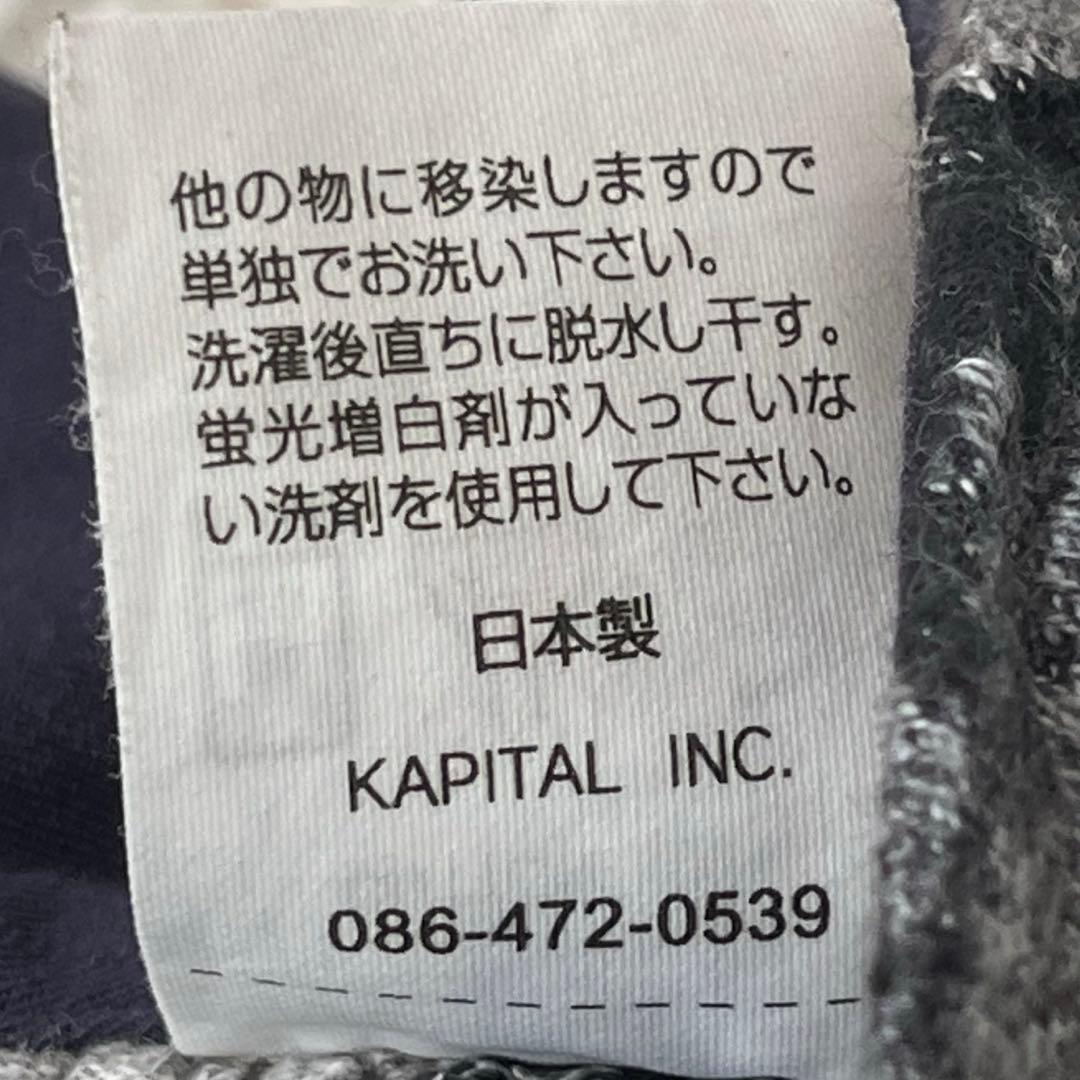 他の物に移染しますので
単独でお洗い下さい。
洗濯後直ちに脱水し干す。
蛍光増白剤が入っていな
い洗剤を使用して下さい。
日本製
KAPITAL INC.
086-472-0539